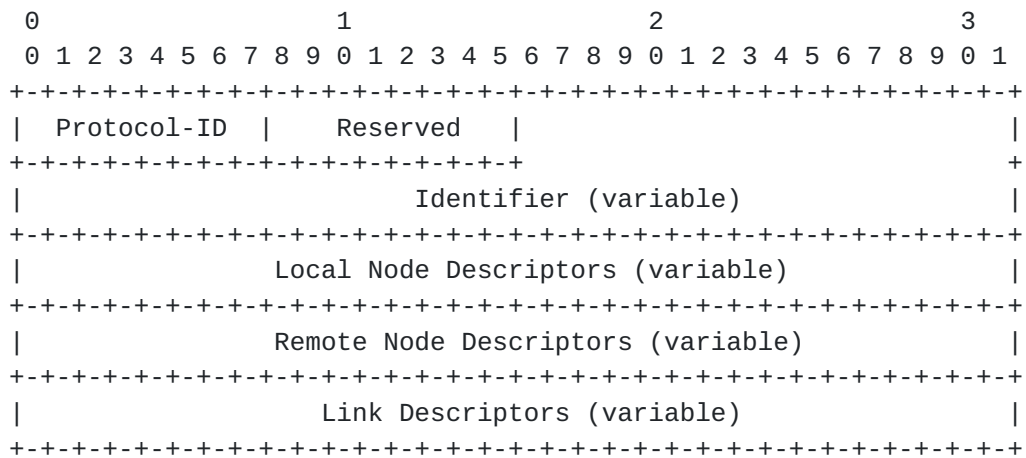 0                   1                   2                   3
 0 1 2 3 4 5 6 7 8 9 0 1 2 3 4 5 6 7 8 9 0 1 2 3 4 5 6 7 8 9 0 1
+-+-+-+-+-+-+-+-+-+-+-+-+-+-+-+-+-+-+-+-+-+-+-+-+-+-+-+-+-+-+-+-+
|  Protocol-ID  |    Reserved   |                               |
+-+-+-+-+-+-+-+-+-+-+-+-+-+-+-+-+                               +
|                         Identifier (variable)                 |
+-+-+-+-+-+-+-+-+-+-+-+-+-+-+-+-+-+-+-+-+-+-+-+-+-+-+-+-+-+-+-+-+
|                Local Node Descriptors (variable)              |
+-+-+-+-+-+-+-+-+-+-+-+-+-+-+-+-+-+-+-+-+-+-+-+-+-+-+-+-+-+-+-+-+
|                Remote Node Descriptors (variable)             |
+-+-+-+-+-+-+-+-+-+-+-+-+-+-+-+-+-+-+-+-+-+-+-+-+-+-+-+-+-+-+-+-+
|                   Link Descriptors (variable)                 |
+-+-+-+-+-+-+-+-+-+-+-+-+-+-+-+-+-+-+-+-+-+-+-+-+-+-+-+-+-+-+-+-+